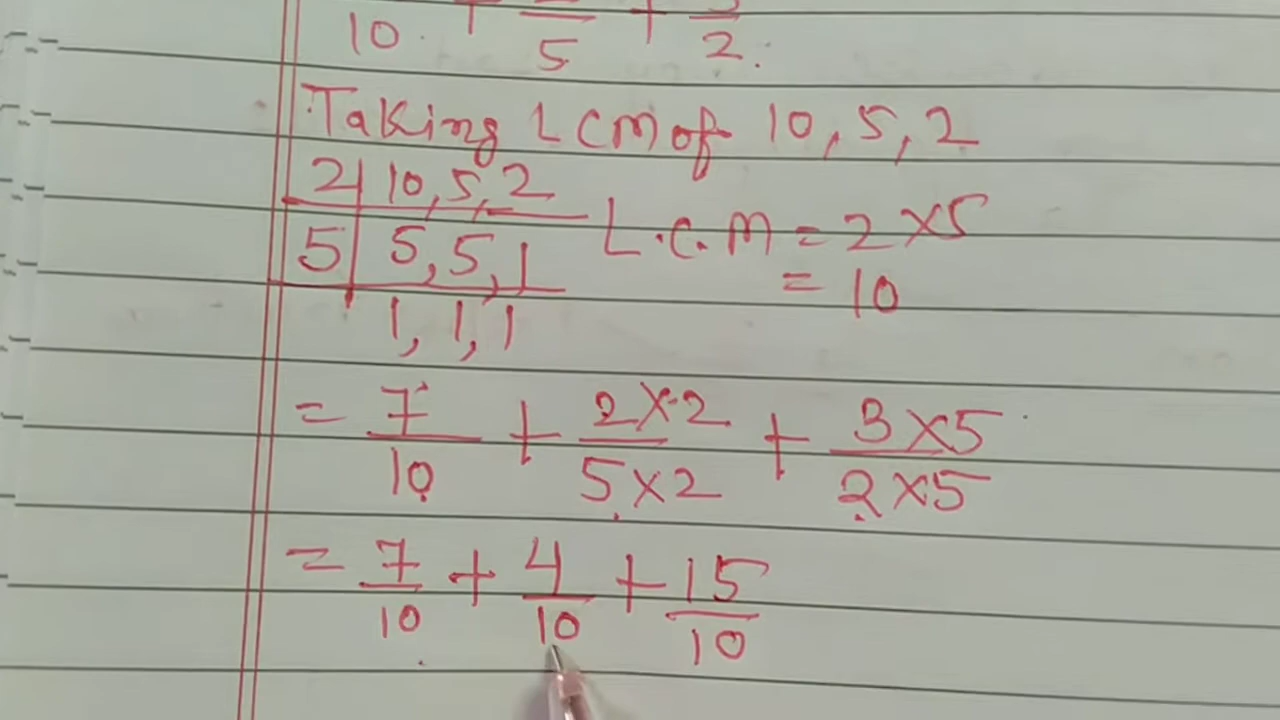 10 + 5 + 2
Taking LCM of 10, 5, 2
2 | 10, 5, 2
5 | 5, 5, 1
1, 1, 1
L.C.M = 2 × 5
= 10
= 7/10 + 2×2/5×2 + 3×5/2×5
= 7/10 + 4/10 + 15/10